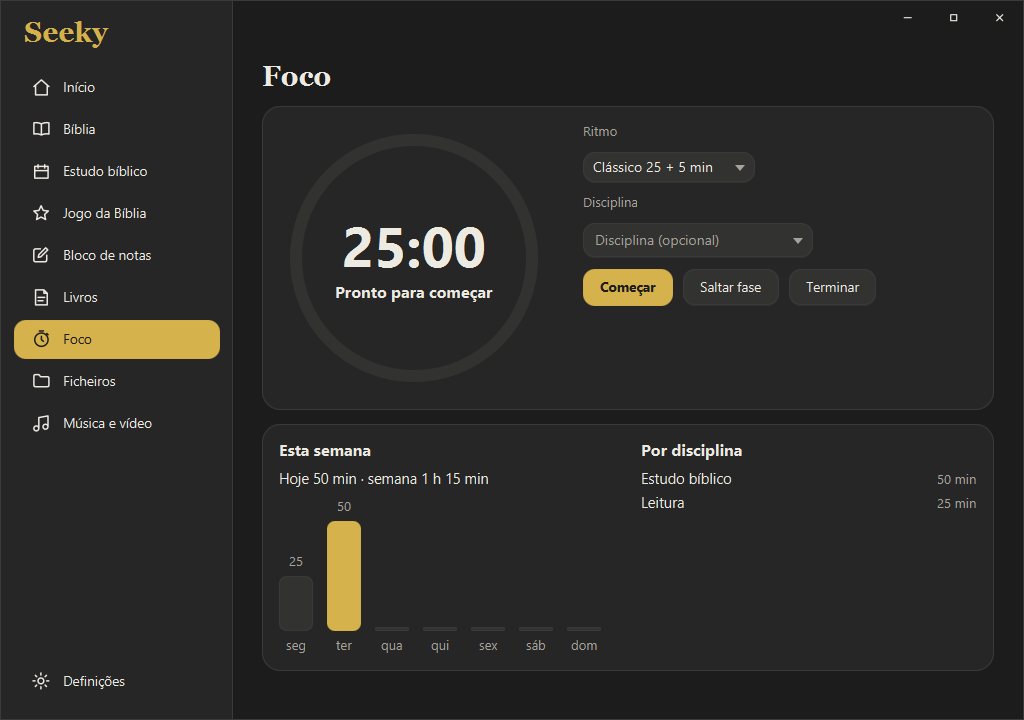 Seeky
Início
Bíblia
Estudo bíblico
Jogo da Bíblia
Bloco de notas
Livros
Foco
Ficheiros
Música e vídeo
Definições
Foco
25:00
Pronto para começar
Ritmo
Clássico 25 + 5 min
Disciplina
Disciplina (opcional)
Começar
Saltar fase
Terminar
Esta semana
Hoje 50 min · semana 1 h 15 min
50
25
seg
ter
qua
qui
sex
sáb
dom
Por disciplina
Estudo bíblico 50 min
Leitura 25 min